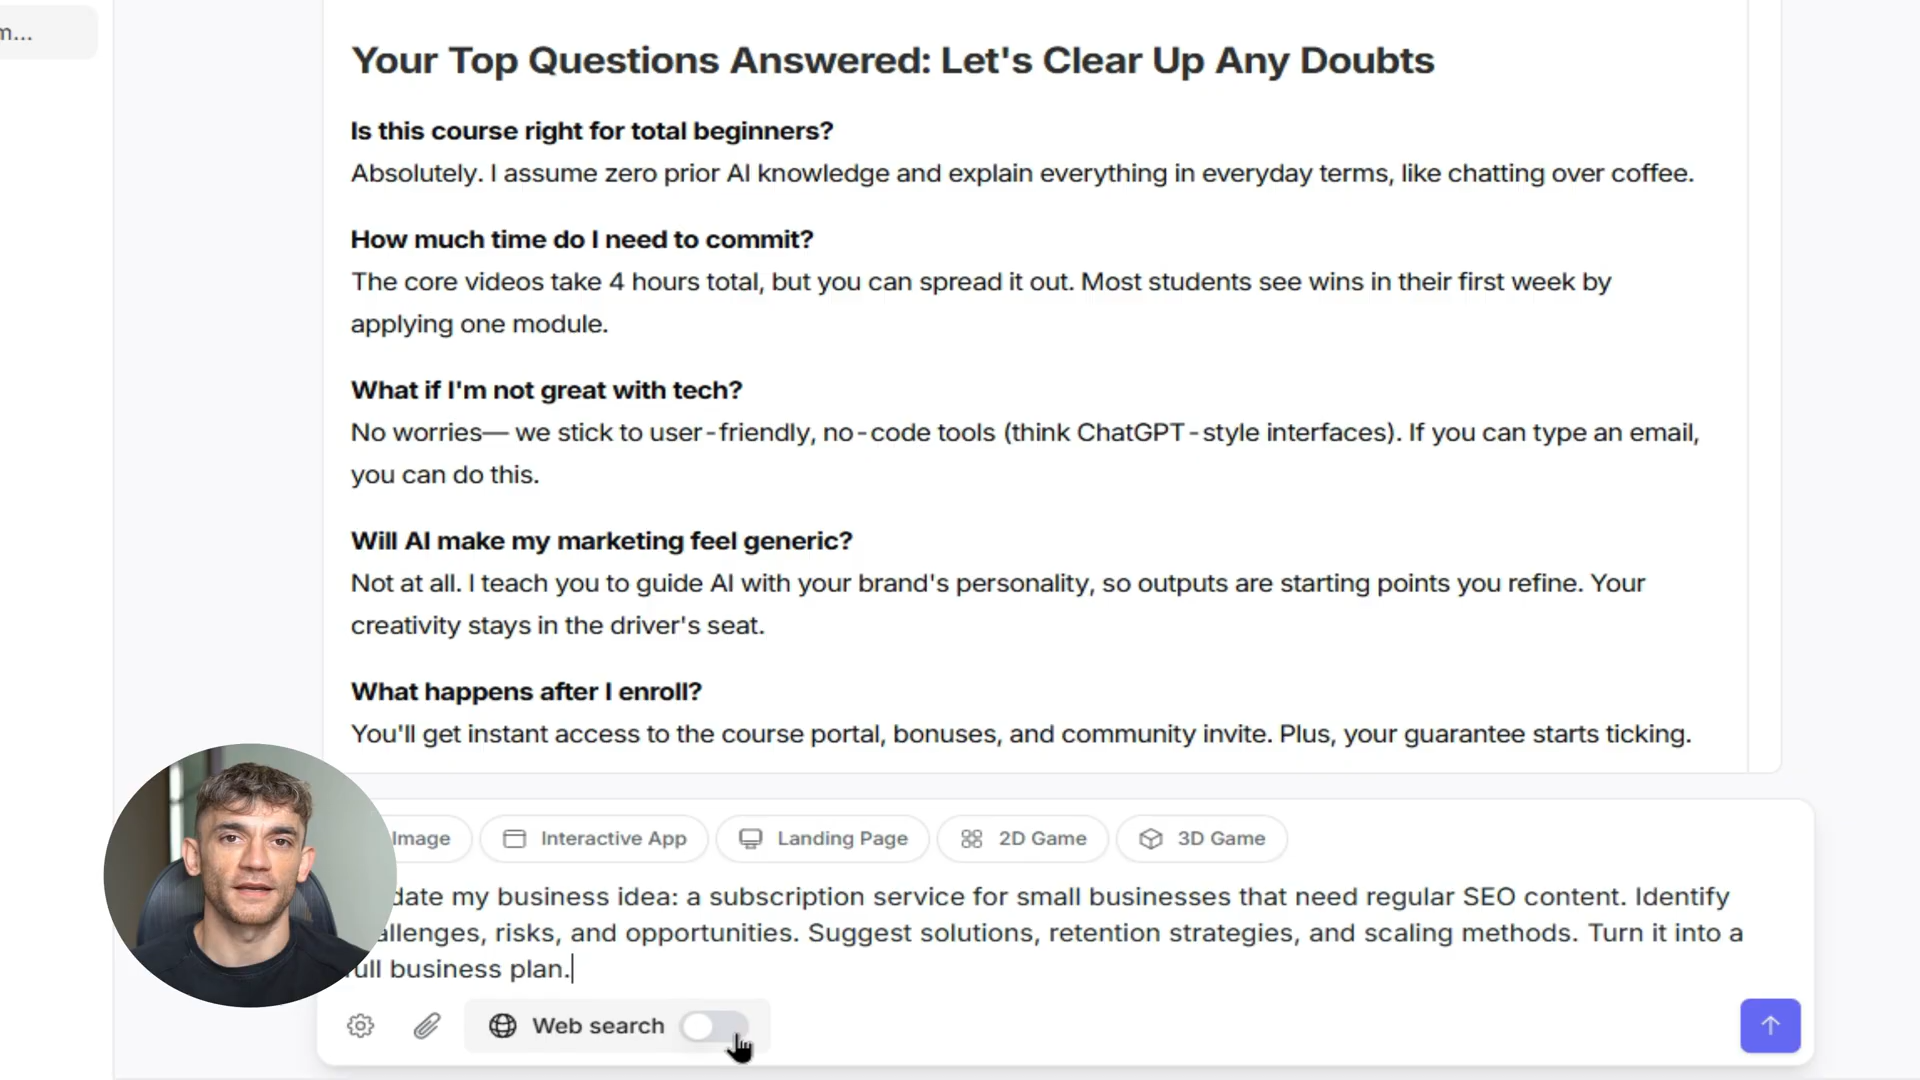 m...
Your Top Questions Answered: Let's Clear Up Any Doubts
Is this course right for total beginners?
Absolutely. I assume zero prior AI knowledge and explain everything in everyday terms, like chatting over coffee.
How much time do I need to commit?
The core videos take 4 hours total, but you can spread it out. Most students see wins in their first week by
applying one module.
What if I'm not great with tech?
No worries— we stick to user-friendly, no-code tools (think ChatGPT-style interfaces). If you can type an email,
you can do this.
Will AI make my marketing feel generic?
Not at all. I teach you to guide AI with your brand's personality, so outputs are starting points you refine. Your
creativity stays in the driver's seat.
What happens after I enroll?
You'll get instant access to the course portal, bonuses, and community invite. Plus, your guarantee starts ticking.
Image Interactive App Landing Page 2D Game 3D Game
date my business idea: a subscription service for small businesses that need regular SEO content. Identify
allenges, risks, and opportunities. Suggest solutions, retention strategies, and scaling methods. Turn it into a
full business plan.
Web search